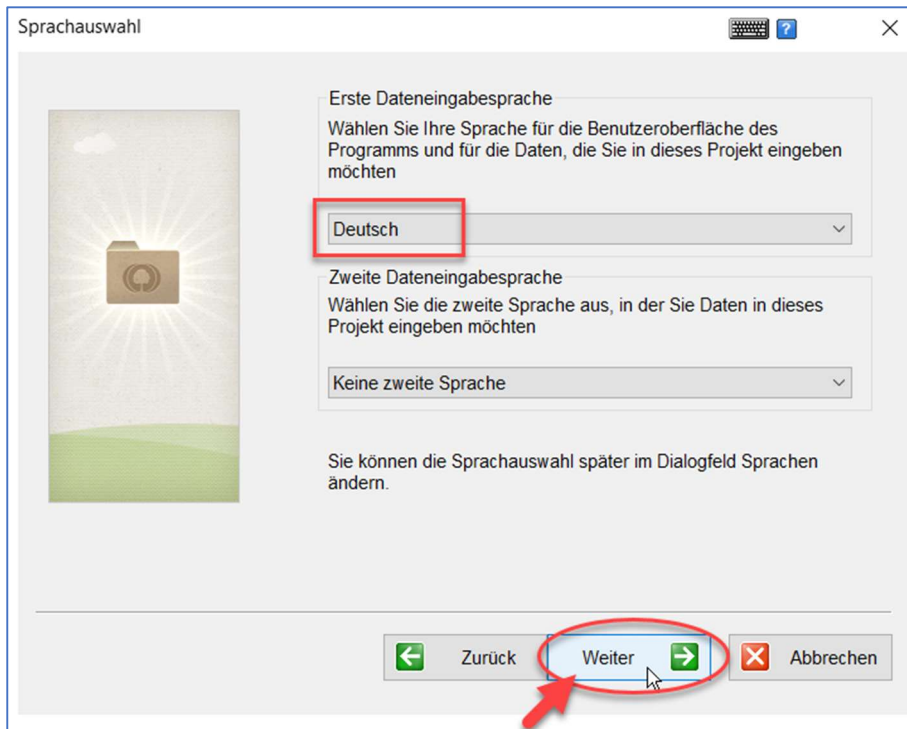 Sprachauswahl
?
Erste Dateneingabesprache
Wählen Sie Ihre Sprache für die Benutzeroberfläche des
Programms und für die Daten, die Sie in dieses Projekt eingeben
möchten
Deutsch
Zweite Dateneingabesprache
Wählen Sie die zweite Sprache aus, in der Sie Daten in dieses
Projekt eingeben möchten
Keine zweite Sprache
Sie können die Sprachauswahl später im Dialogfeld Sprachen
ändern.
Zurück Weiter Abbrechen